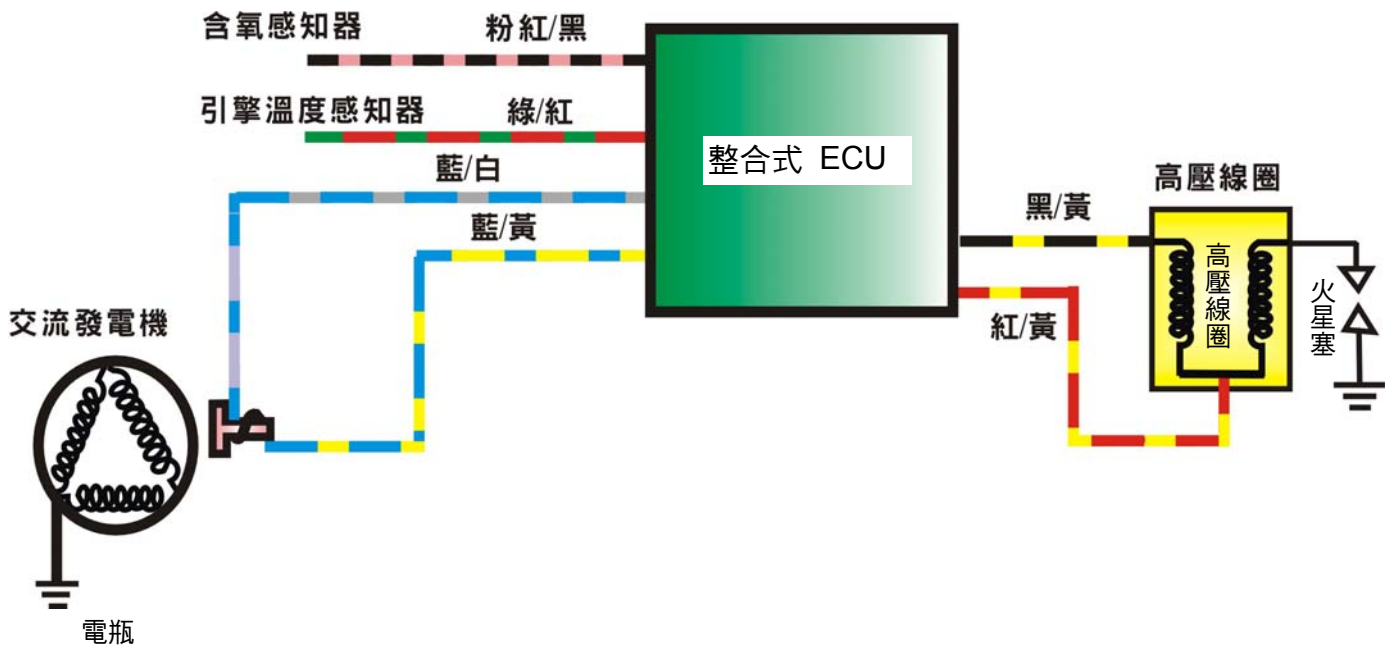 含氧感知器
粉紅/黑
引擎溫度感知器
綠/紅
藍/白
藍/黃
整合式 ECU
交流發電機
電瓶
黑/黃
紅/黃
高壓線圈
高壓線圈
火星塞